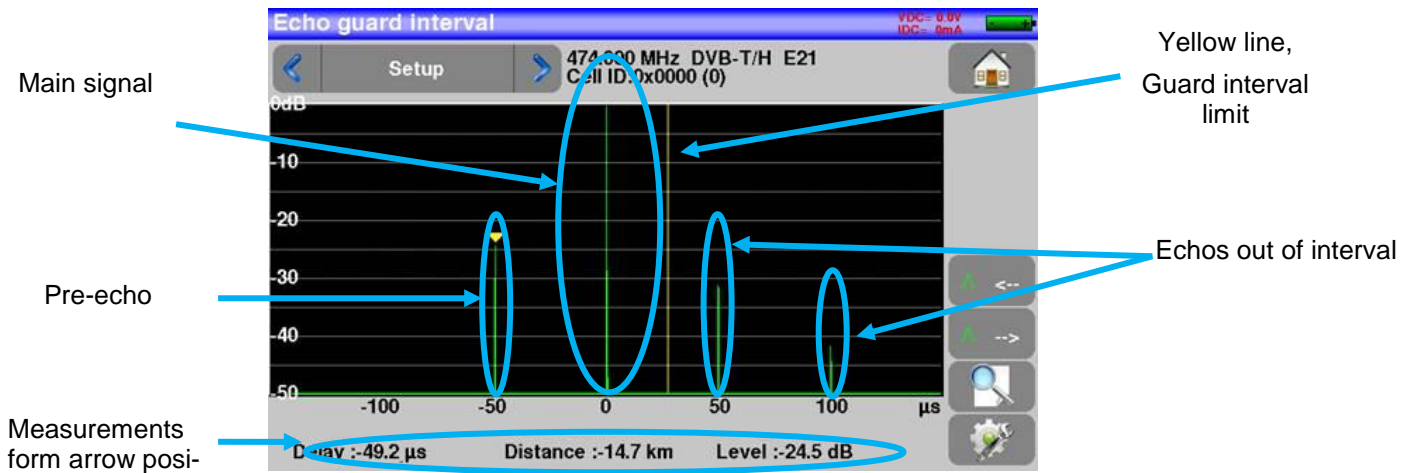 Echo guard interval
VDC= 0.0V
IDC= 0mA
Setup
474.000 MHz DVB-T/H E21
Cell ID:0x0000 (0)
Main signal
Yellow line,
Guard interval
limit
0dB
-10
-20
-30
-40
-50
Pre-echo
Echos out of interval
<--
-->
-100
-50
0
50
100
µs
Measurements
form arrow posi-
Delay :-49.2 µs Distance :-14.7 km Level :-24.5 dB